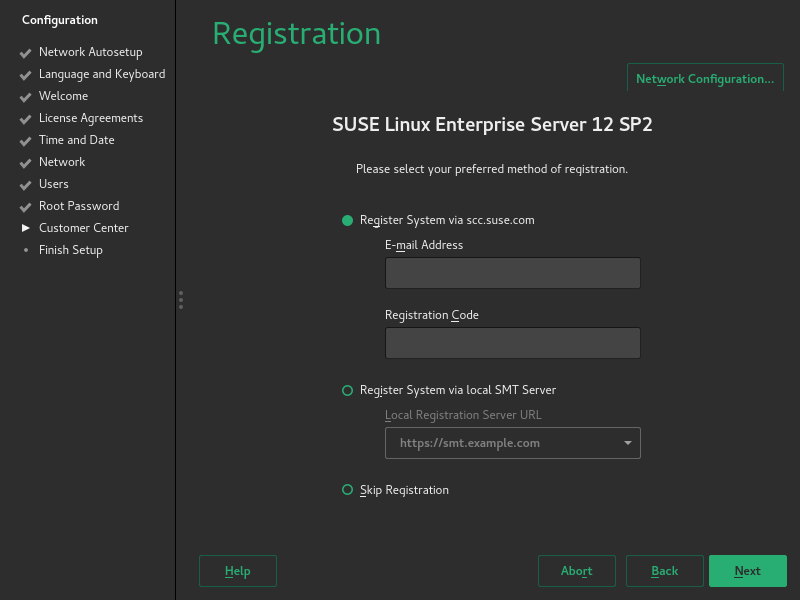 Configuration
Network Autosetup
Language and Keyboard
Welcome
License Agreements
Time and Date
Network
Users
Root Password
Customer Center
Finish Setup
Registration
Network Configuration...
SUSE Linux Enterprise Server 12 SP2
Please select your preferred method of registration.
Register System via scc.suse.com
E-mail Address
Registration Code
Register System via local SMT Server
Local Registration Server URL
https://smt.example.com
Skip Registration
Help
Abort
Back
Next